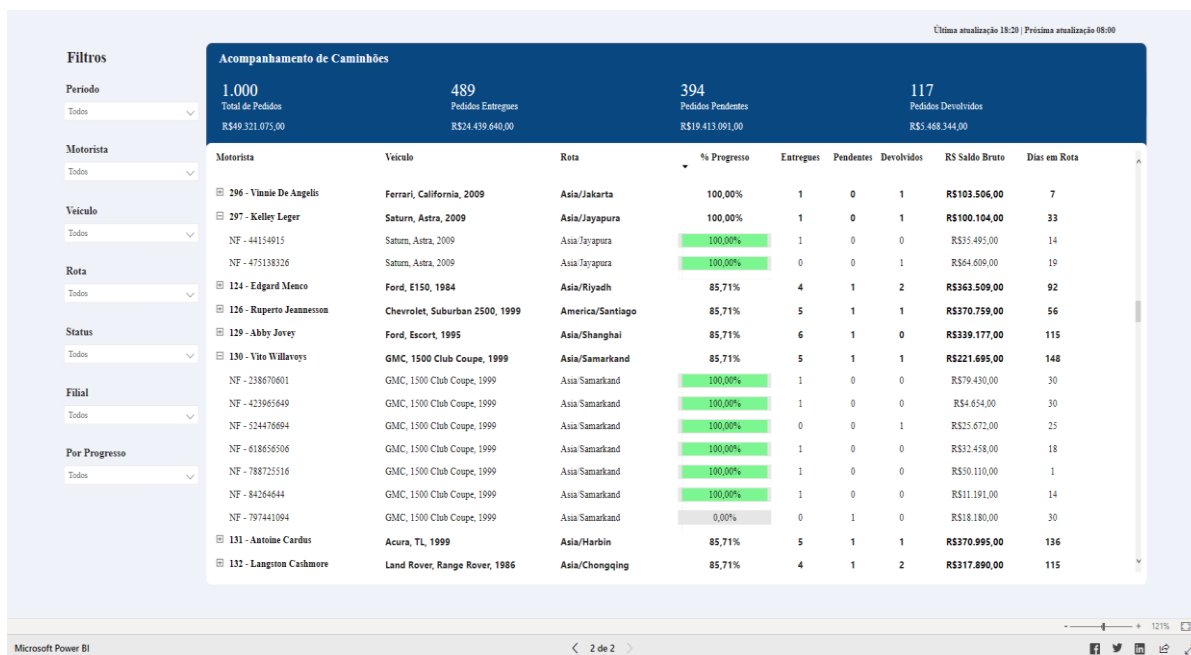 Última atualização 18:20 | Próxima atualização 08:00
Filtros
Período
Todos
Motorista
Todos
Veículo
Todos
Rota
Todos
Status
Todos
Filial
Todos
Por Progresso
Todos
Acompanhamento de Caminhões
1.000 489 394 117
Total de Pedidos Pedidos Entregues Pedidos Pendentes Pedidos Devolvidos
R$49.321.075,00 R$24.439.640,00 R$19.413.091,00 R$5.468.344,00
Motorista Veículo Rota % Progresso Entregues Pendentes Devolvidos R$ Saldo Bruto Dias em Rota
296 - Vinnie De Angelis Ferrari, California, 2009 Asia/Jakarta 100,00% 1 0 1 R$103.506,00 7
297 - Kelley Leger Saturn, Astra, 2009 Asia/Jayapura 100,00% 1 0 1 R$100.104,00 33
NF - 44154915 Saturn, Astra, 2009 Asia/Jayapura 100,00% 1 0 0 R$35.495,00 14
NF - 475138326 Saturn, Astra, 2009 Asia/Jayapura 100,00% 0 0 1 R$64.609,00 19
124 - Edgard Menco Ford, E150, 1984 Asia/Riyadh 85,71% 4 1 2 R$363.509,00 92
126 - Ruperto Jeannesson Chevrolet, Suburban 2500, 1999 America/Santiago 85,71% 5 1 1 R$370.759,00 56
129 - Abby Jovey Ford, Escort, 1995 Asia/Shanghai 85,71% 6 1 0 R$339.177,00 115
130 - Vito Willavoys GMC, 1500 Club Coupe, 1999 Asia/Samarkand 85,71% 5 1 1 R$221.695,00 148
NF - 238670601 GMC, 1500 Club Coupe, 1999 Asia/Samarkand 100,00% 1 0 0 R$79.430,00 30
NF - 423965649 GMC, 1500 Club Coupe, 1999 Asia/Samarkand 100,00% 1 0 0 R$4.654,00 30
NF - 524476694 GMC, 1500 Club Coupe, 1999 Asia/Samarkand 100,00% 0 0 1 R$25.672,00 25
NF - 618656506 GMC, 1500 Club Coupe, 1999 Asia/Samarkand 100,00% 1 0 0 R$32.458,00 18
NF - 788725516 GMC, 1500 Club Coupe, 1999 Asia/Samarkand 100,00% 1 0 0 R$50.110,00 1
NF - 84264644 GMC, 1500 Club Coupe, 1999 Asia/Samarkand 100,00% 1 0 0 R$11.191,00 14
NF - 797441094 GMC, 1500 Club Coupe, 1999 Asia/Samarkand 0,00% 0 1 0 R$18.180,00 30
131 - Antoine Cardus Acura, TL, 1999 Asia/Harbin 85,71% 5 1 1 R$370.995,00 136
132 - Langston Cashmore Land Rover, Range Rover, 1986 Asia/Chongqing 85,71% 4 1 2 R$317.890,00 115
121%
Microsoft Power BI 2 de 2